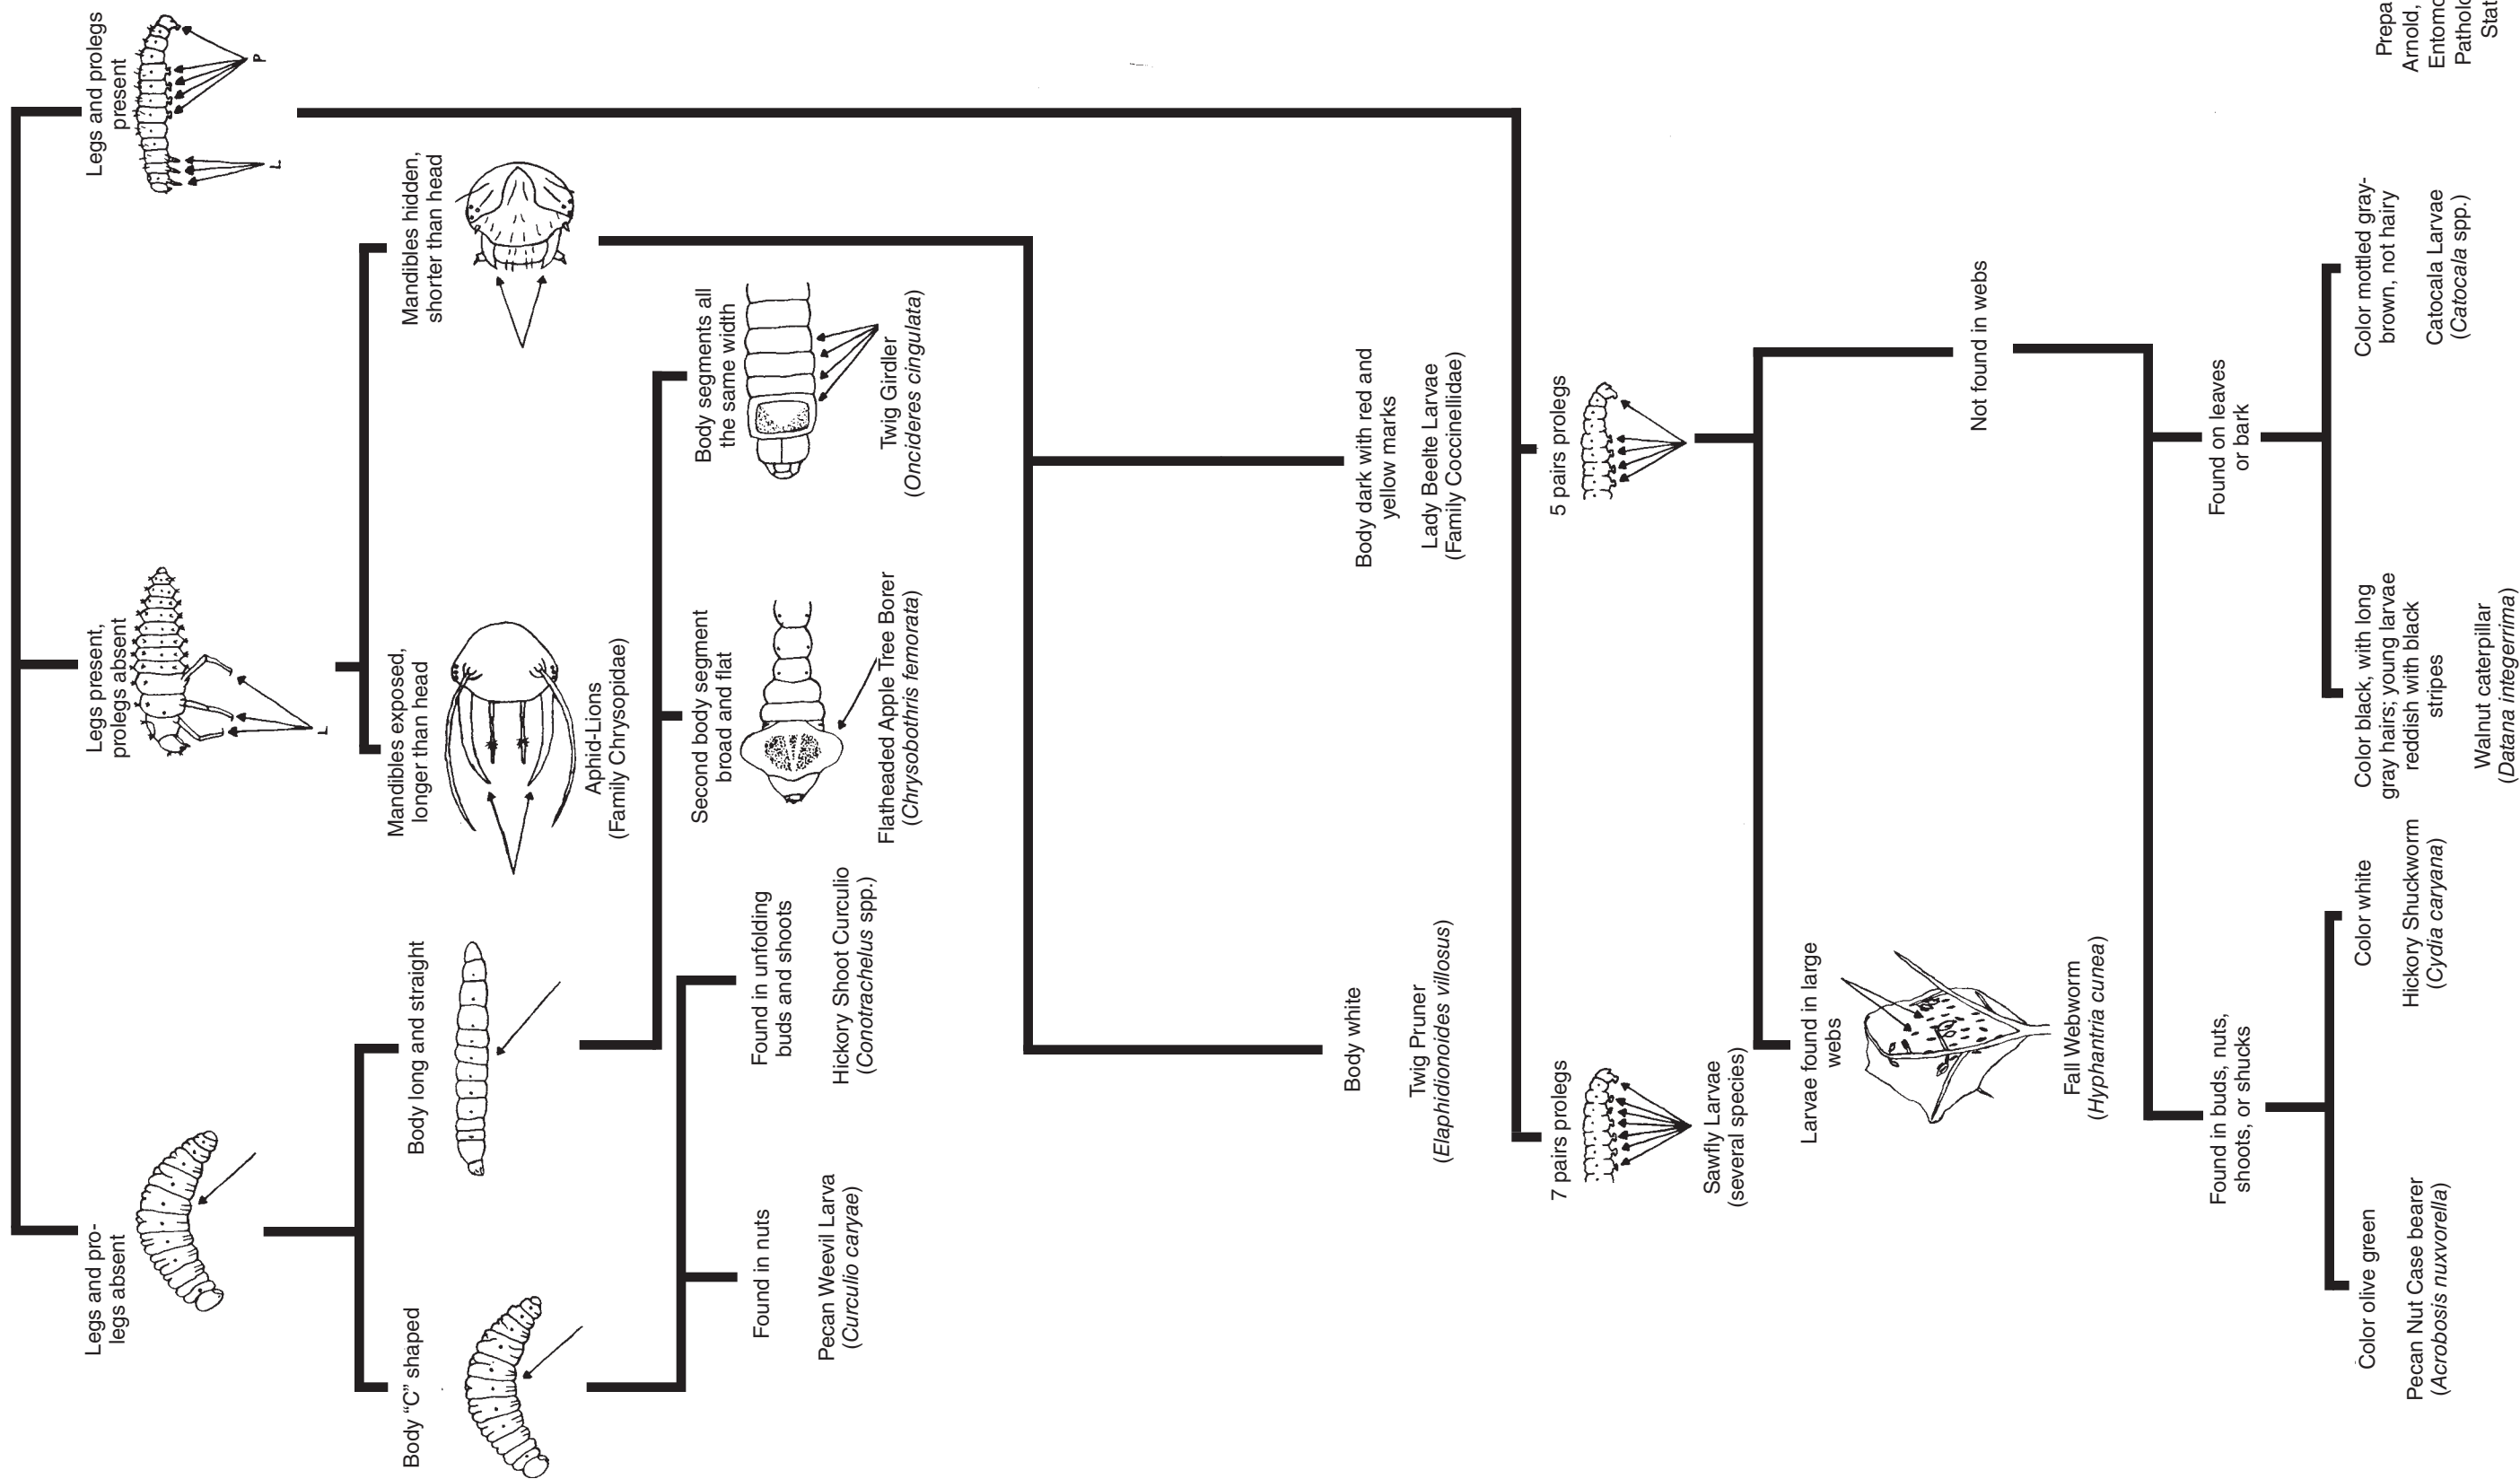 Legs and pro-
legs absent
Legs present,
prolegs absent
L
Legs and prolegs
present
L
P
Body “C” shaped
Body long and straight
Mandibles exposed,
longer than head
Aphid-Lions
(Family Chrysopidae)
Mandibles hidden,
shorter than head
Second body segment
broad and flat
Flatheaded Apple Tree Borer
(Chrysobothris femorata)
Body segments all
the same width
Twig Girdler
(Oncideres cingulata)
Found in nuts
Pecan Weevil Larva
(Curculio caryae)
Found in unfolding
buds and shoots
Hickory Shoot Curculio
(Conotrachelus spp.)
Body white
Twig Pruner
(Elaphidionoides villosus)
Body dark with red and
yellow marks
Lady Beelte Larvae
(Family Coccinellidae)
7 pairs prolegs
Sawfly Larvae
(several species)
5 pairs prolegs
Larvae found in large
webs
Fall Webworm
(Hyphantria cunea)
Not found in webs
Found in buds, nuts,
shoots, or shucks
Found on leaves
or bark
Color olive green
Pecan Nut Case bearer
(Acrobosis nuxvorella)
Color white
Hickory Shuckworm
(Cydia caryana)
Color black, with long
gray hairs; young larvae
reddish with black
stripes
Walnut caterpillar
(Datana integerrima)
Color mottled gray-
brown, not hairy
Catocala Larvae
(Catocala spp.)
Prepa
Arnold,
Entomo
Patholo
Stat